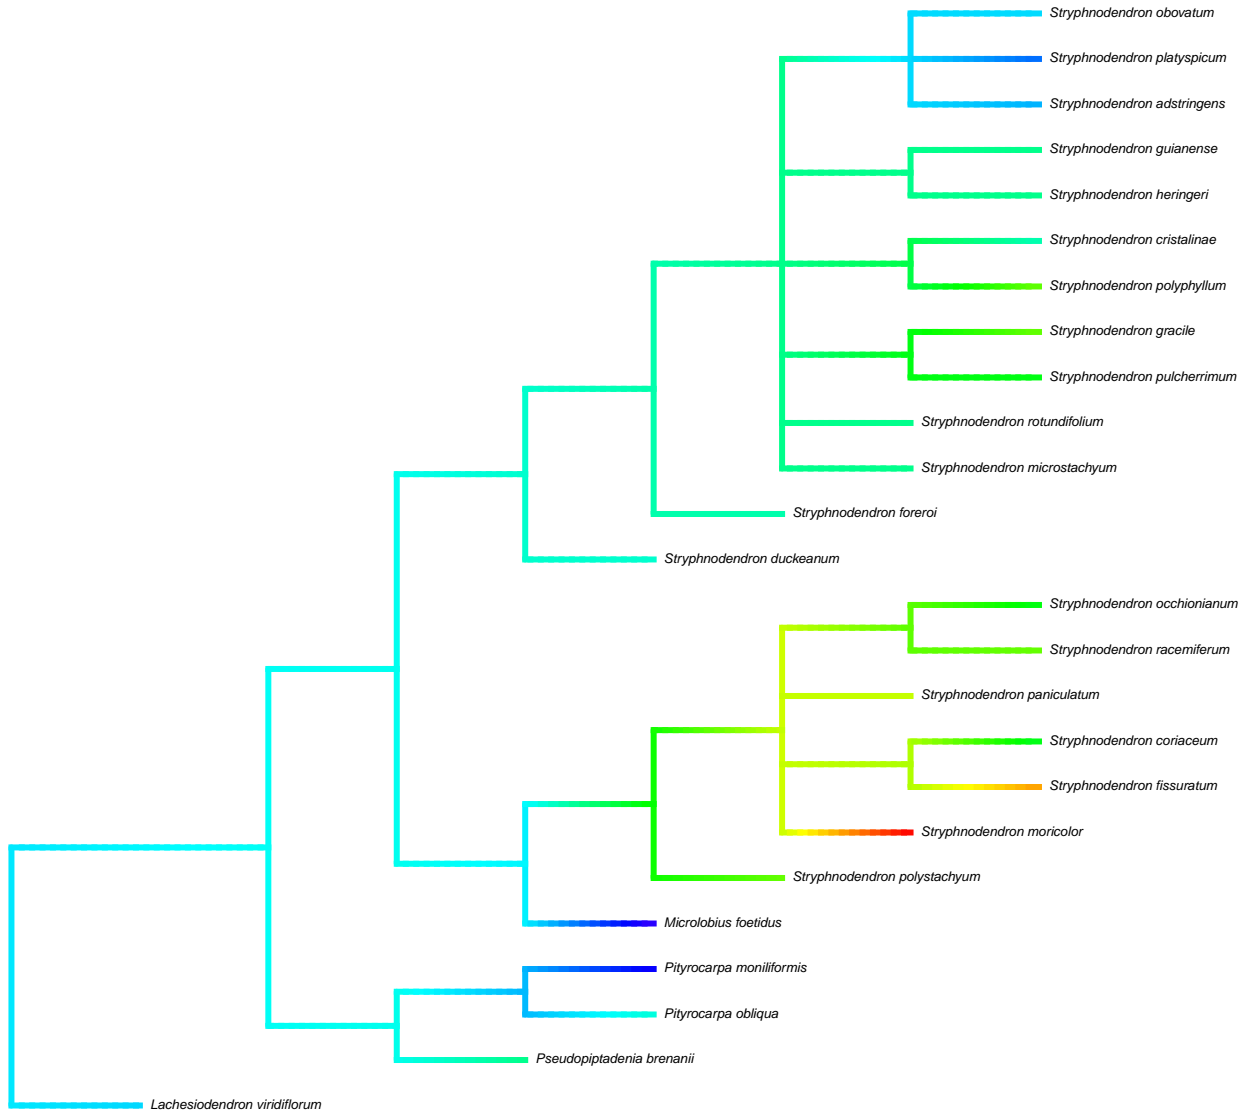 Stryphnodendron obovatum
Stryphnodendron platyspicum
Stryphnodendron adstringens
Stryphnodendron guianense
Stryphnodendron heringeri
Stryphnodendron cristalinae
Stryphnodendron polyphyllum
Stryphnodendron gracile
Stryphnodendron pulcherrimum
Stryphnodendron rotundifolium
Stryphnodendron microstachyum
Stryphnodendron foreroi
Stryphnodendron duckeanum
Stryphnodendron occhionianum
Stryphnodendron racemiferum
Stryphnodendron paniculatum
Stryphnodendron coriaceum
Stryphnodendron fissuratum
Stryphnodendron moricolor
Stryphnodendron polystachyum
Microlobius foetidus
Pityrocarpa moniliformis
Pityrocarpa obliqua
Pseudopiptadenia brenanii
Lachesiodendron viridiflorum